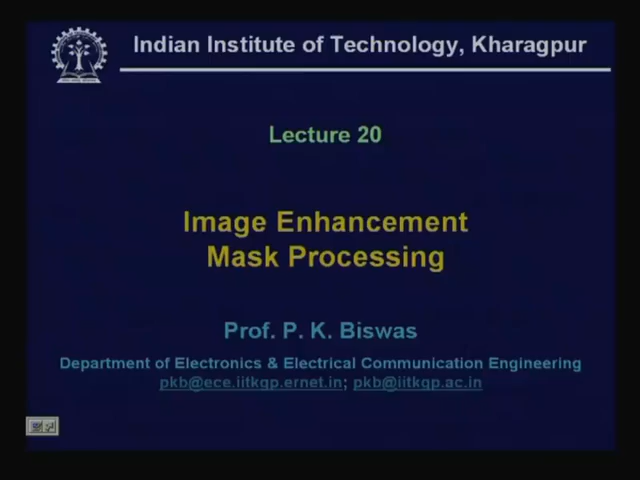 Indian Institute of Technology, Kharagpur
Lecture 20
Image Enhancement
Mask Processing
Prof. P. K. Biswas
Department of Electronics & Electrical Communication Engineering
pkb@ece.iitkgp.ernet.in; pkb@iitkgp.ac.in